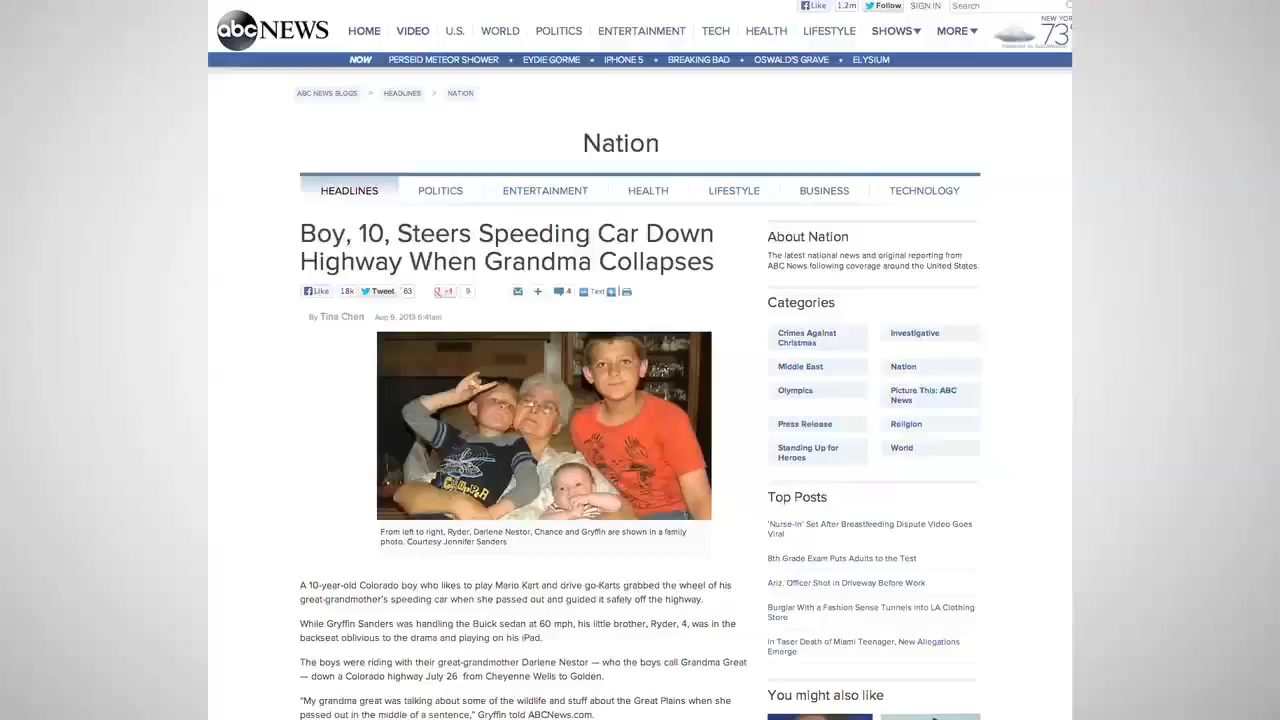 Like 1.2m Follow SIGN IN Search
abc NEWS HOME VIDEO U.S. WORLD POLITICS ENTERTAINMENT TECH HEALTH LIFESTYLE SHOWS MORE NEW YOR 73°
NOW PERSEID METEOR SHOWER • EYDIE GORME • IPHONE 5 • BREAKING BAD • OSWALD'S GRAVE • ELYSIUM
ABC NEWS BLOGS > HEADLINES > NATION
Nation
HEADLINES POLITICS ENTERTAINMENT HEALTH LIFESTYLE BUSINESS TECHNOLOGY
Boy, 10, Steers Speeding Car Down
Highway When Grandma Collapses
Like 18k Tweet 63 +1 9 4 Text
By Tina Chen Aug 9, 2013 6:41am
From left to right, Ryder, Darlene Nestor, Chance and Gryffin are shown in a family
photo. Courtesy Jennifer Sanders
A 10-year-old Colorado boy who likes to play Mario Kart and drive go-Karts grabbed the wheel of his
great-grandmother's speeding car when she passed out and guided it safely off the highway.
While Gryffin Sanders was handling the Buick sedan at 60 mph, his little brother, Ryder, 4, was in the
backseat oblivious to the drama and playing on his iPad.
The boys were riding with their great-grandmother Darlene Nestor — who the boys call Grandma Great
— down a Colorado highway July 26 from Cheyenne Wells to Golden.
"My grandma great was talking about some of the wildlife and stuff about the Great Plains when she
passed out in the middle of a sentence," Gryffin told ABCNews.com.
About Nation
The latest national news and original reporting from
ABC News following coverage around the United States.
Categories
Crimes Against
Christmas
Investigative
Middle East
Nation
Olympics
Picture This: ABC
News
Press Release
Religion
Standing Up for
Heroes
World
Top Posts
'Nurse-In' Set After Breastfeeding Dispute Video Goes
Viral
8th Grade Exam Puts Adults to the Test
Ariz. Officer Shot in Driveway Before Work
Burglar With a Fashion Sense Tunnels into LA Clothing
Store
In Taser Death of Miami Teenager, New Allegations
Emerge
You might also like